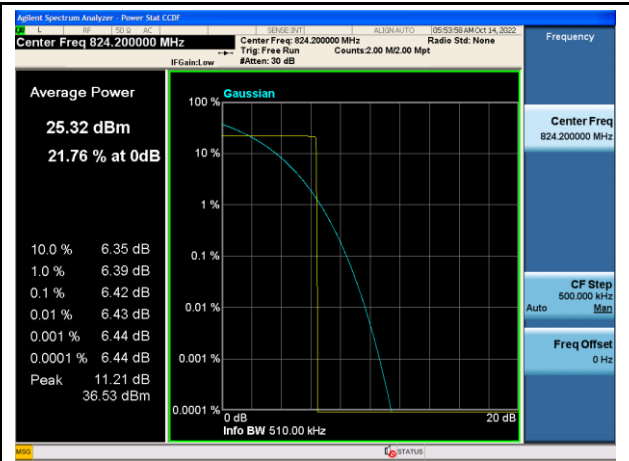 Agilent Spectrum Analyzer - Power Stat CCDF
L RF 50 Ω AC SENSE:INT ALIGN AUTO 05:53:58 AM Oct 14, 2022
Center Freq 824.200000 MHz
Center Freq: 824.200000 MHz Radio Std: None
Trig: Free Run Counts:2.00 M/2.00 Mpt
IFGain:Low #Atten: 30 dB
Frequency
Average Power
25.32 dBm
21.76 % at 0dB
10.0 % 6.35 dB
1.0 % 6.39 dB
0.1 % 6.42 dB
0.01 % 6.43 dB
0.001 % 6.44 dB
0.0001 % 6.44 dB
Peak 11.21 dB
36.53 dBm
Gaussian
100 %
10 %
1 %
0.1 %
0.01 %
0.001 %
0.0001 %
0 dB 20 dB
Info BW 510.00 kHz
Center Freq
824.200000 MHz
CF Step
500.000 kHz
Auto Man
Freq Offset
0 Hz
MSG STATUS